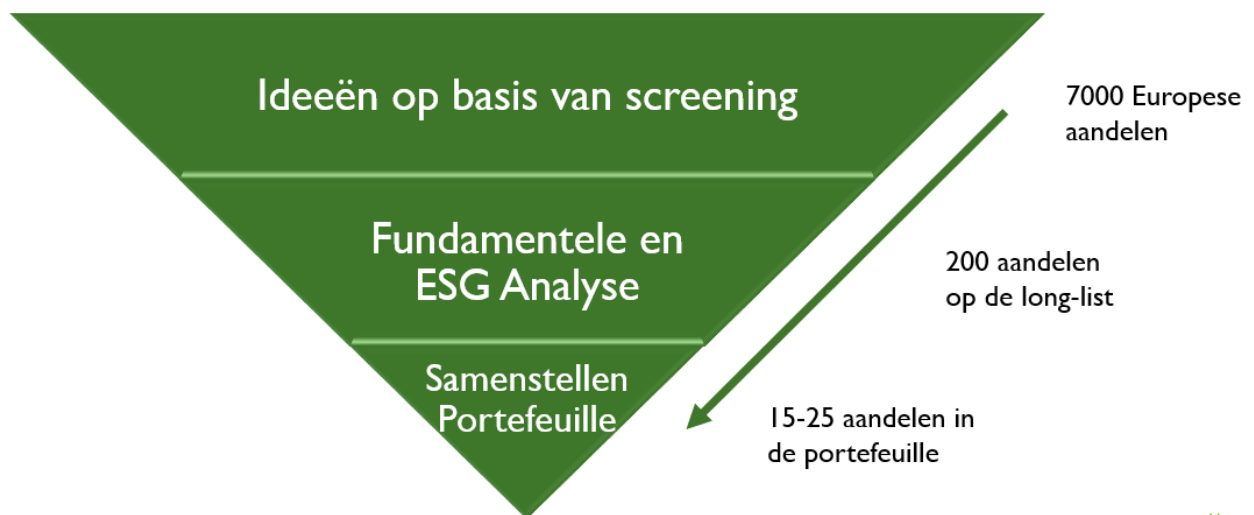 Ideeën op basis van screening
7000 Europese
aandelen
Fundamentele en
ESG Analyse
200 aandelen
op de long-list
Samenstellen
Portefeuille
15-25 aandelen in
de portefeuille